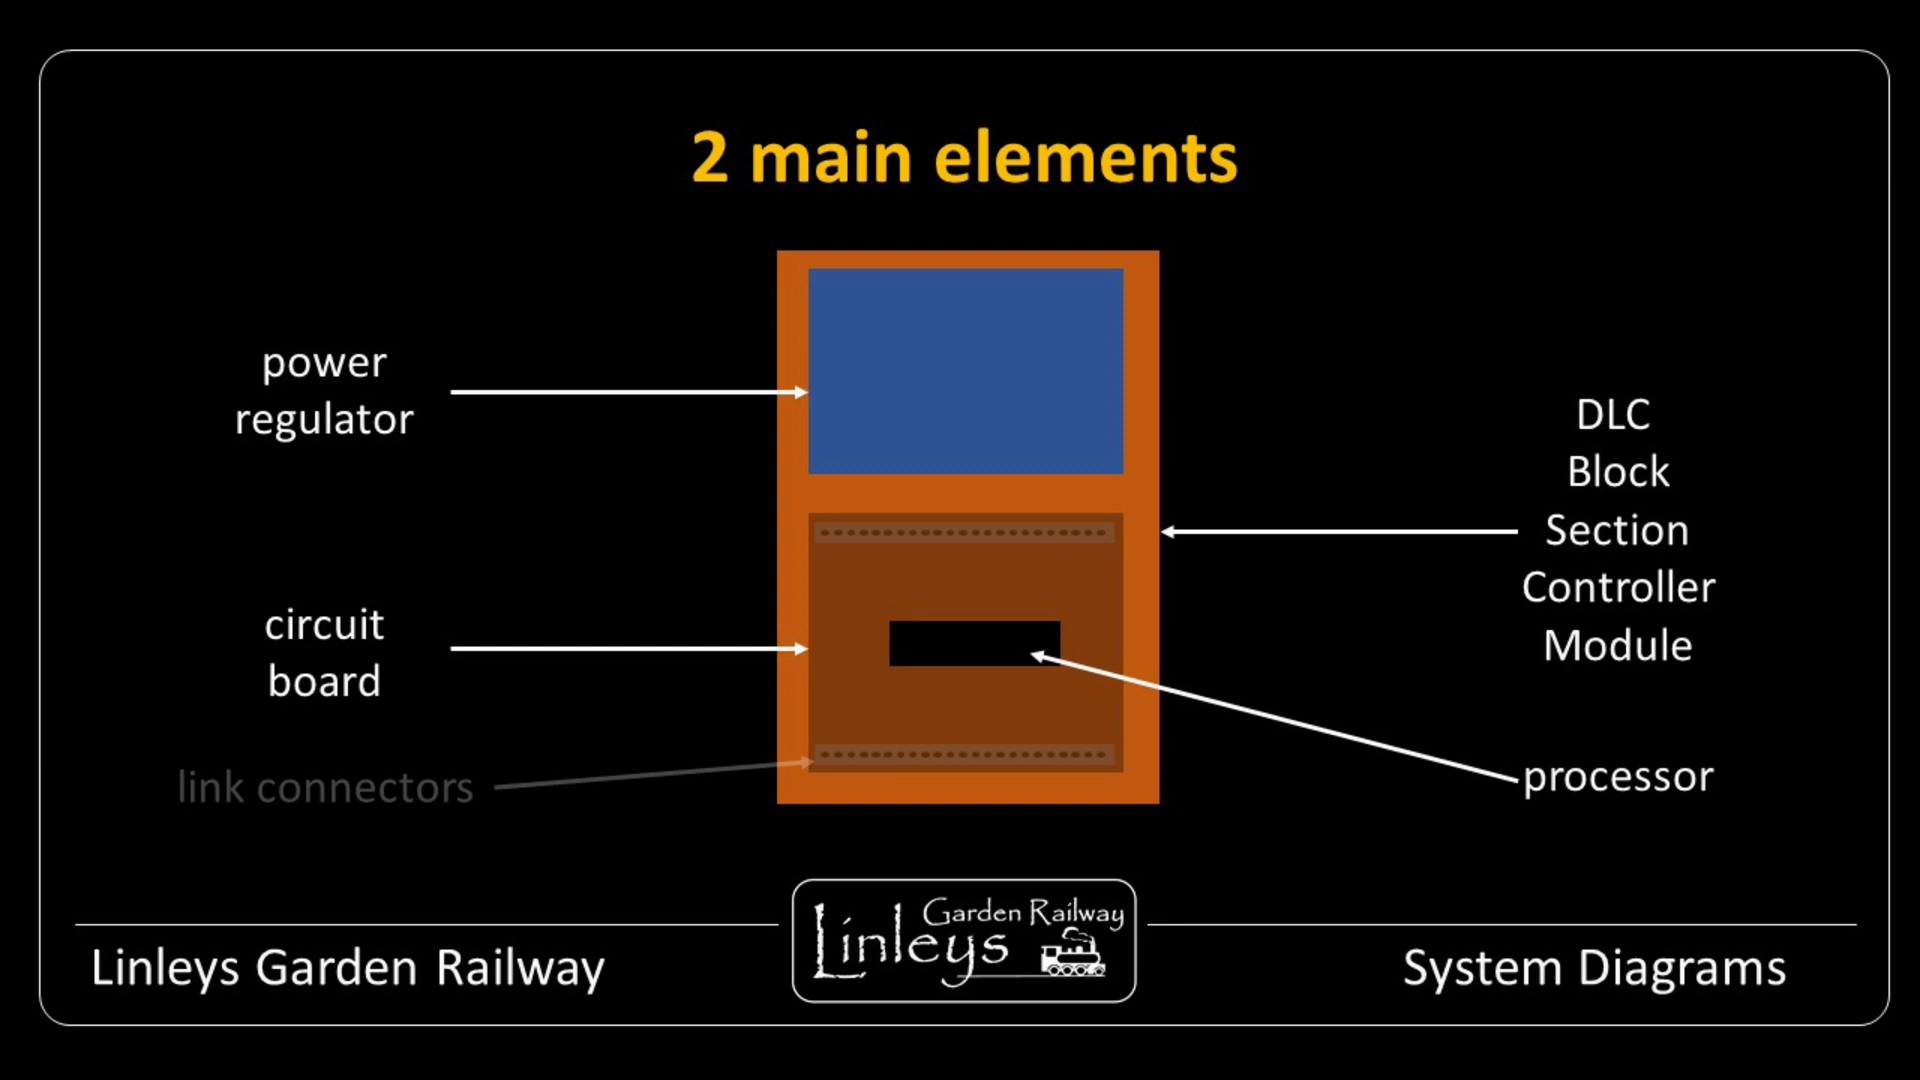 2 main elements
power
regulator
DLC
Block
Section
Controller
Module
circuit
board
link connectors
processor
Linleys Garden Railway
Garden Railway
Linleys
System Diagrams